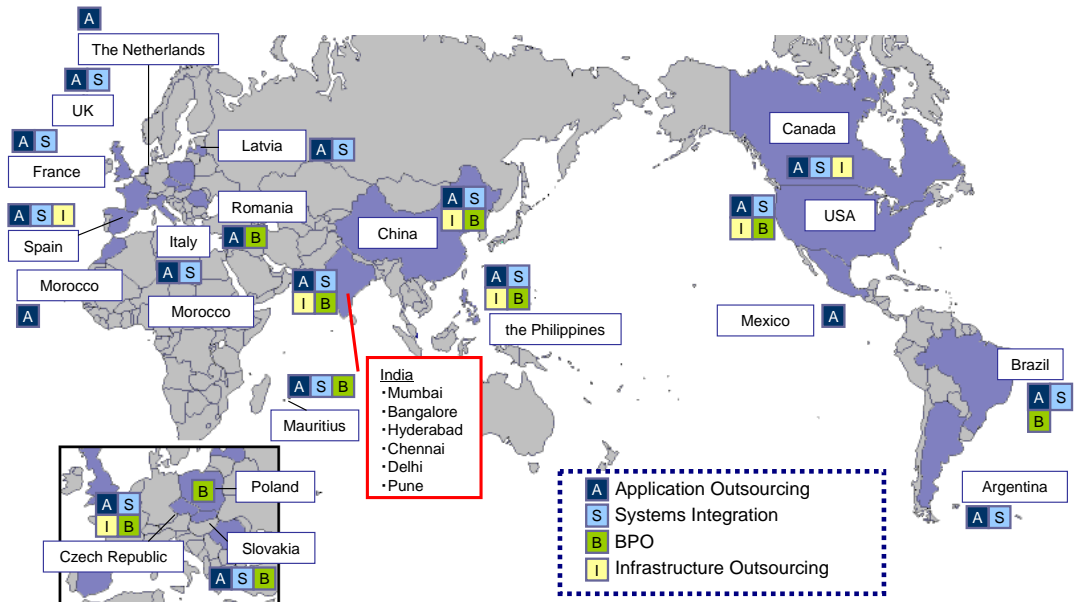 A
The Netherlands
A S
UK
A S
France
A S I
Spain
Morocco
A
Latvia
A S
Romania
A B
Italy
A S
Morocco
China
A S
I B
A S
I B
A S
I B
the Philippines
A S B
Mauritius
India
・Mumbai
・Bangalore
・Hyderabad
・Chennai
・Delhi
・Pune
Canada
A S I
A S
I B
USA
Mexico
A
Brazil
A S
B
Argentina
A S
B
Poland
A S
I B
Czech Republic
Slovakia
A S B
A Application Outsourcing
S Systems Integration
B BPO
I Infrastructure Outsourcing